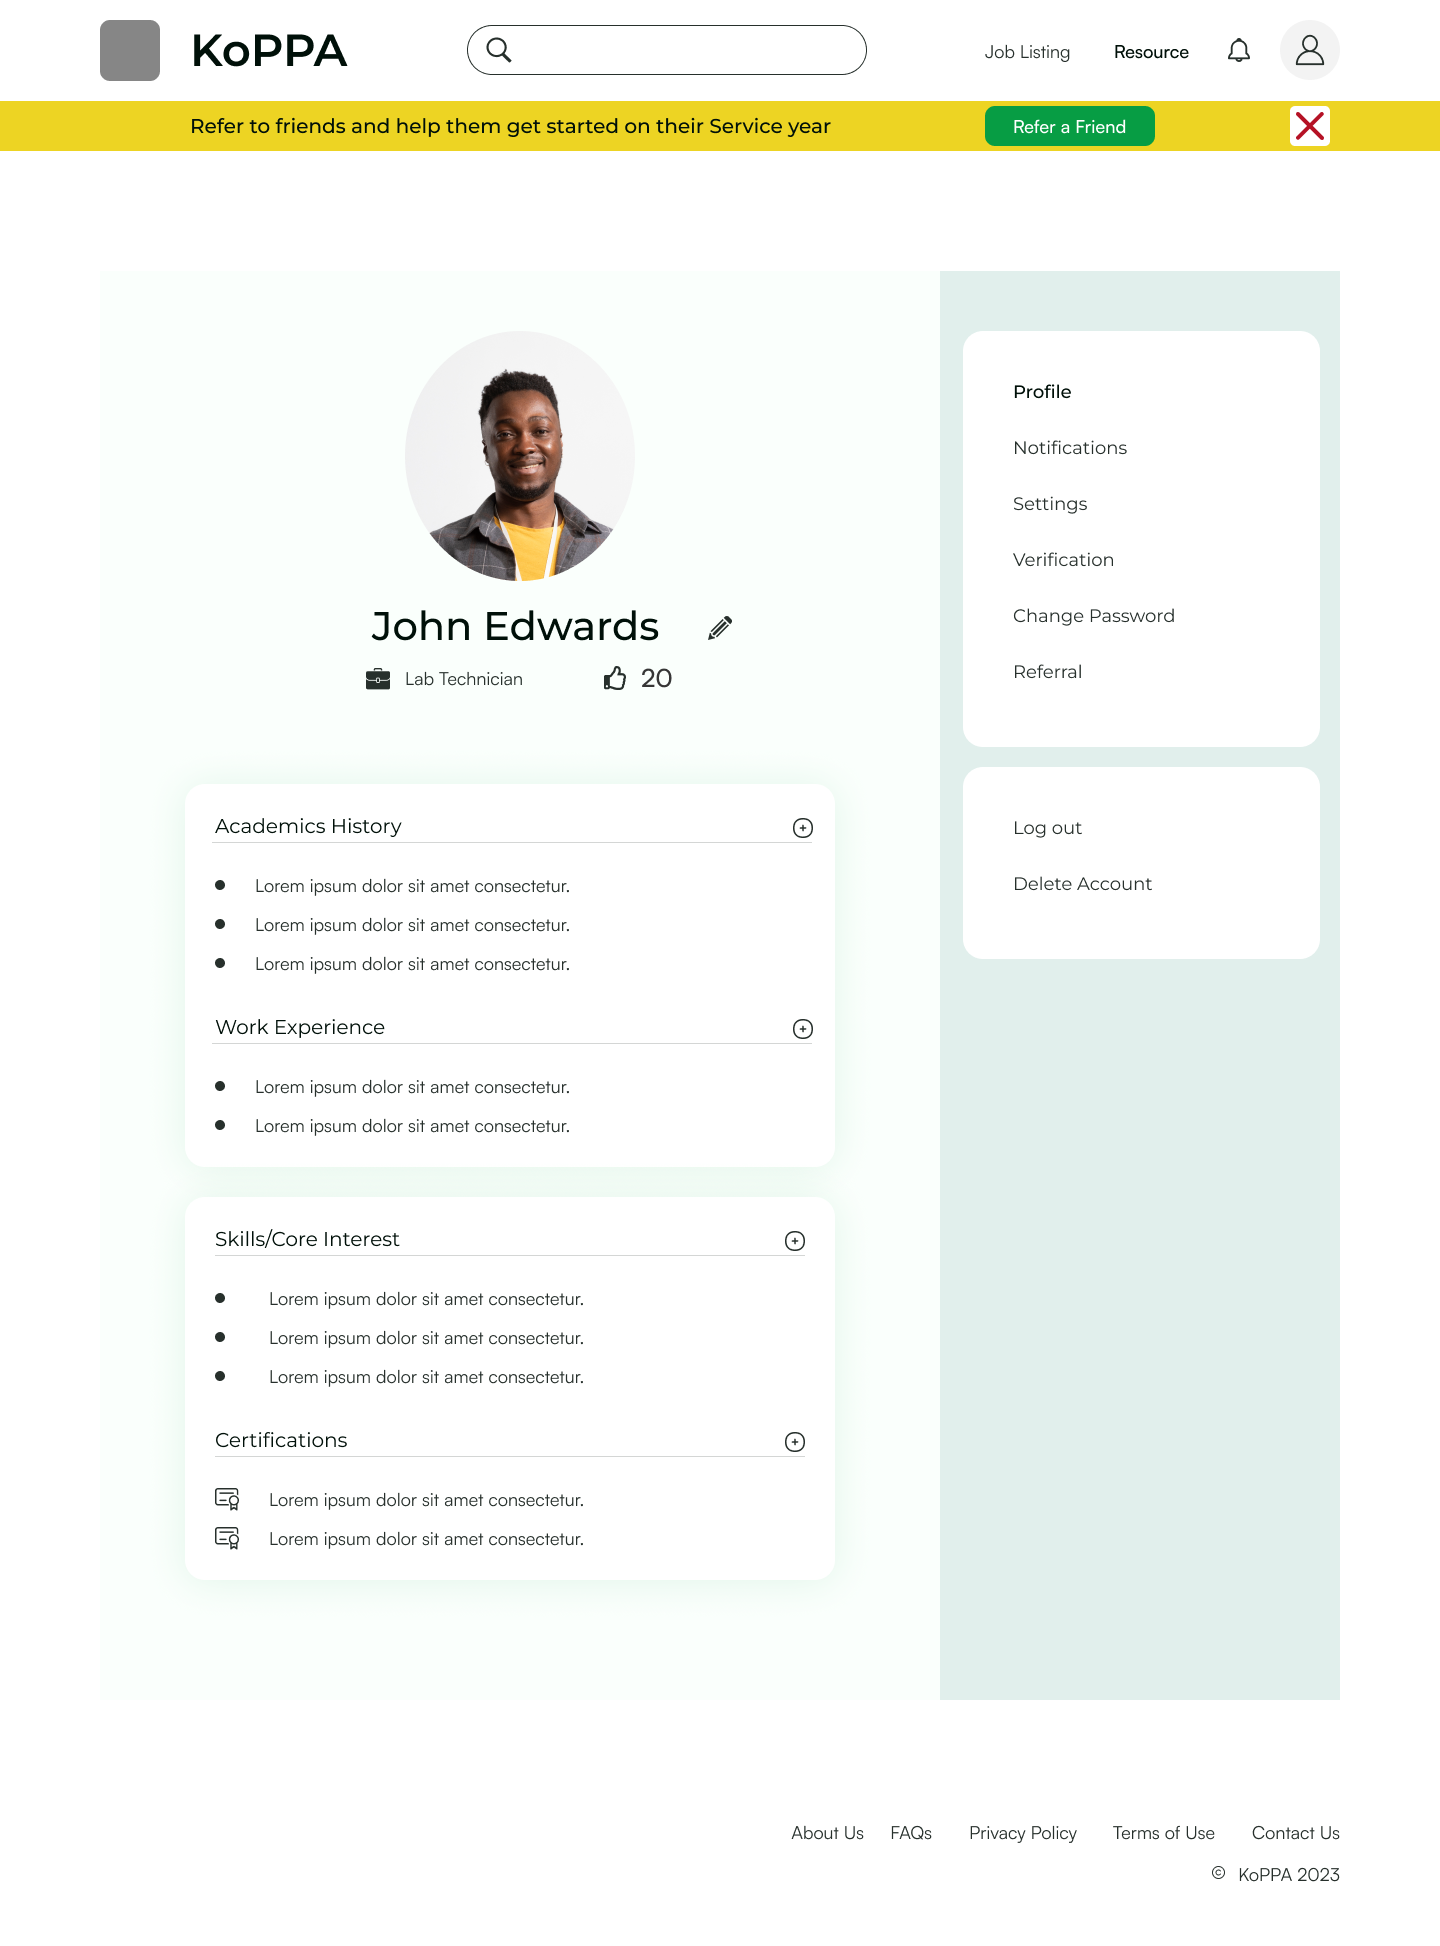 KoPPA
Job Listing
Resource
Refer to friends and help them get started on their Service year
Refer a Friend
John Edwards
Lab Technician
20
Academics History
Lorem ipsum dolor sit amet consectetur.
Lorem ipsum dolor sit amet consectetur.
Lorem ipsum dolor sit amet consectetur.
Work Experience
Lorem ipsum dolor sit amet consectetur.
Lorem ipsum dolor sit amet consectetur.
Skills/Core Interest
Lorem ipsum dolor sit amet consectetur.
Lorem ipsum dolor sit amet consectetur.
Lorem ipsum dolor sit amet consectetur.
Certifications
Lorem ipsum dolor sit amet consectetur.
Lorem ipsum dolor sit amet consectetur.
Profile
Notifications
Settings
Verification
Change Password
Referral
Log out
Delete Account
About Us
FAQs
Privacy Policy
Terms of Use
Contact Us
© KoPPA 2023